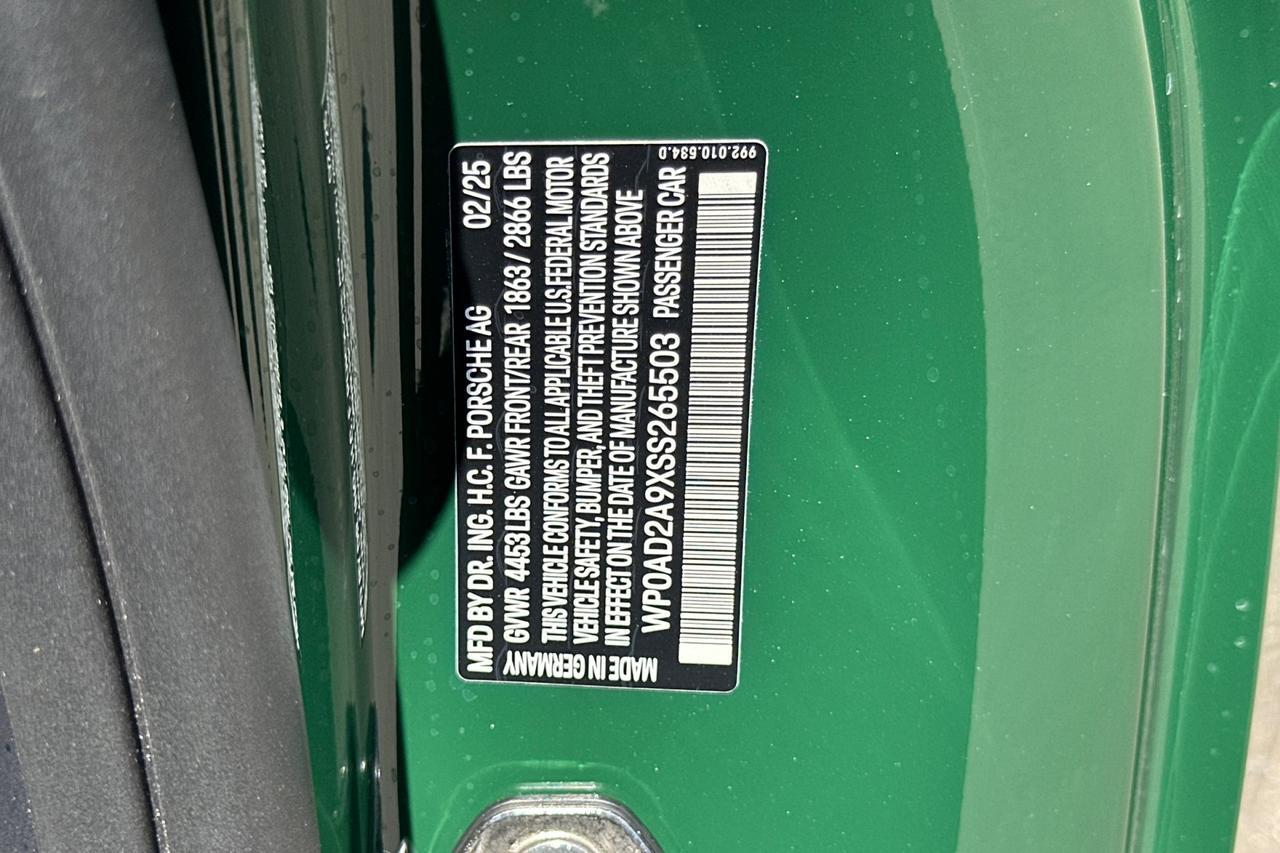 MFD BY DR. ING. H.C. F. PORSCHE AG 02/25
GVWR 4453 LBS GAWR FRONT/REAR 1863 / 2866 LBS
THIS VEHICLE CONFORMS TO ALL APPLICABLE U.S.FEDERAL MOTOR
VEHICLE SAFETY, BUMPER, AND THEFT PREVENTION STANDARDS
IN EFFECT ON THE DATE OF MANUFACTURE SHOWN ABOVE
WP0AD2A9XSS265503 PASSENGER CAR
MADE IN GERMANY
992.010.634.D